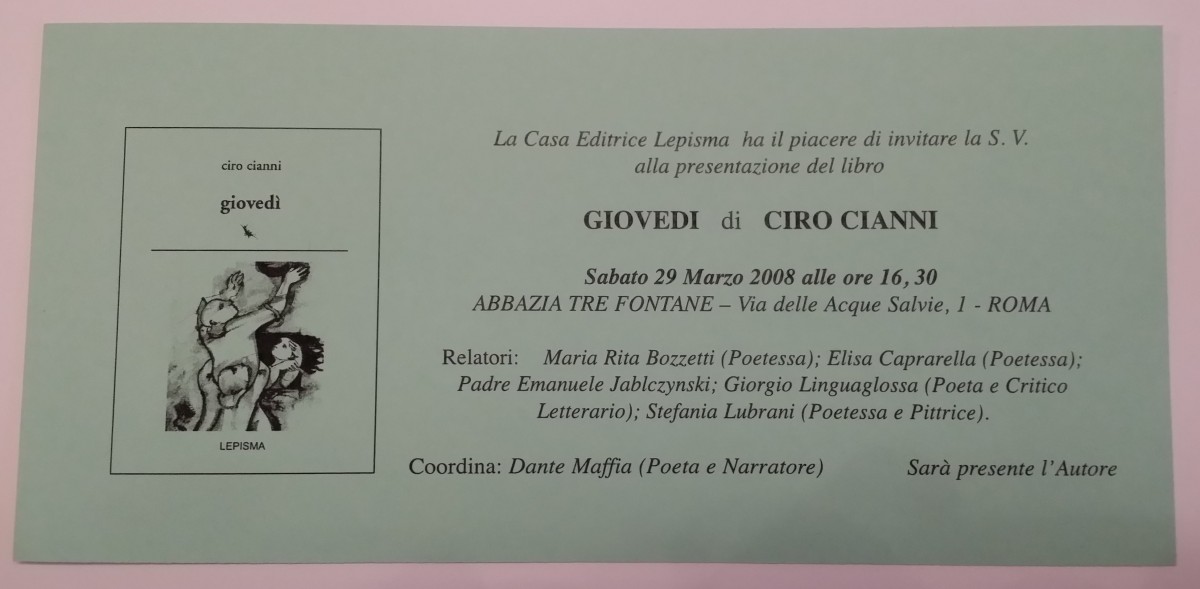 ciro cianni
giovedì
LEPISMA
La Casa Editrice Lepisma ha il piacere di invitare la S. V.
alla presentazione del libro
GIOVEDI di CIRO CIANNI
Sabato 29 Marzo 2008 alle ore 16,30
ABBAZIA TRE FONTANE – Via delle Acque Salvie, 1 - ROMA
Relatori: Maria Rita Bozzetti (Poetessa); Elisa Caprarella (Poetessa);
Padre Emanuele Jablczynski; Giorgio Linguaglossa (Poeta e Critico
Letterario); Stefania Lubrani (Poetessa e Pittrice).
Coordina: Dante Maffia (Poeta e Narratore) Sarà presente l'Autore